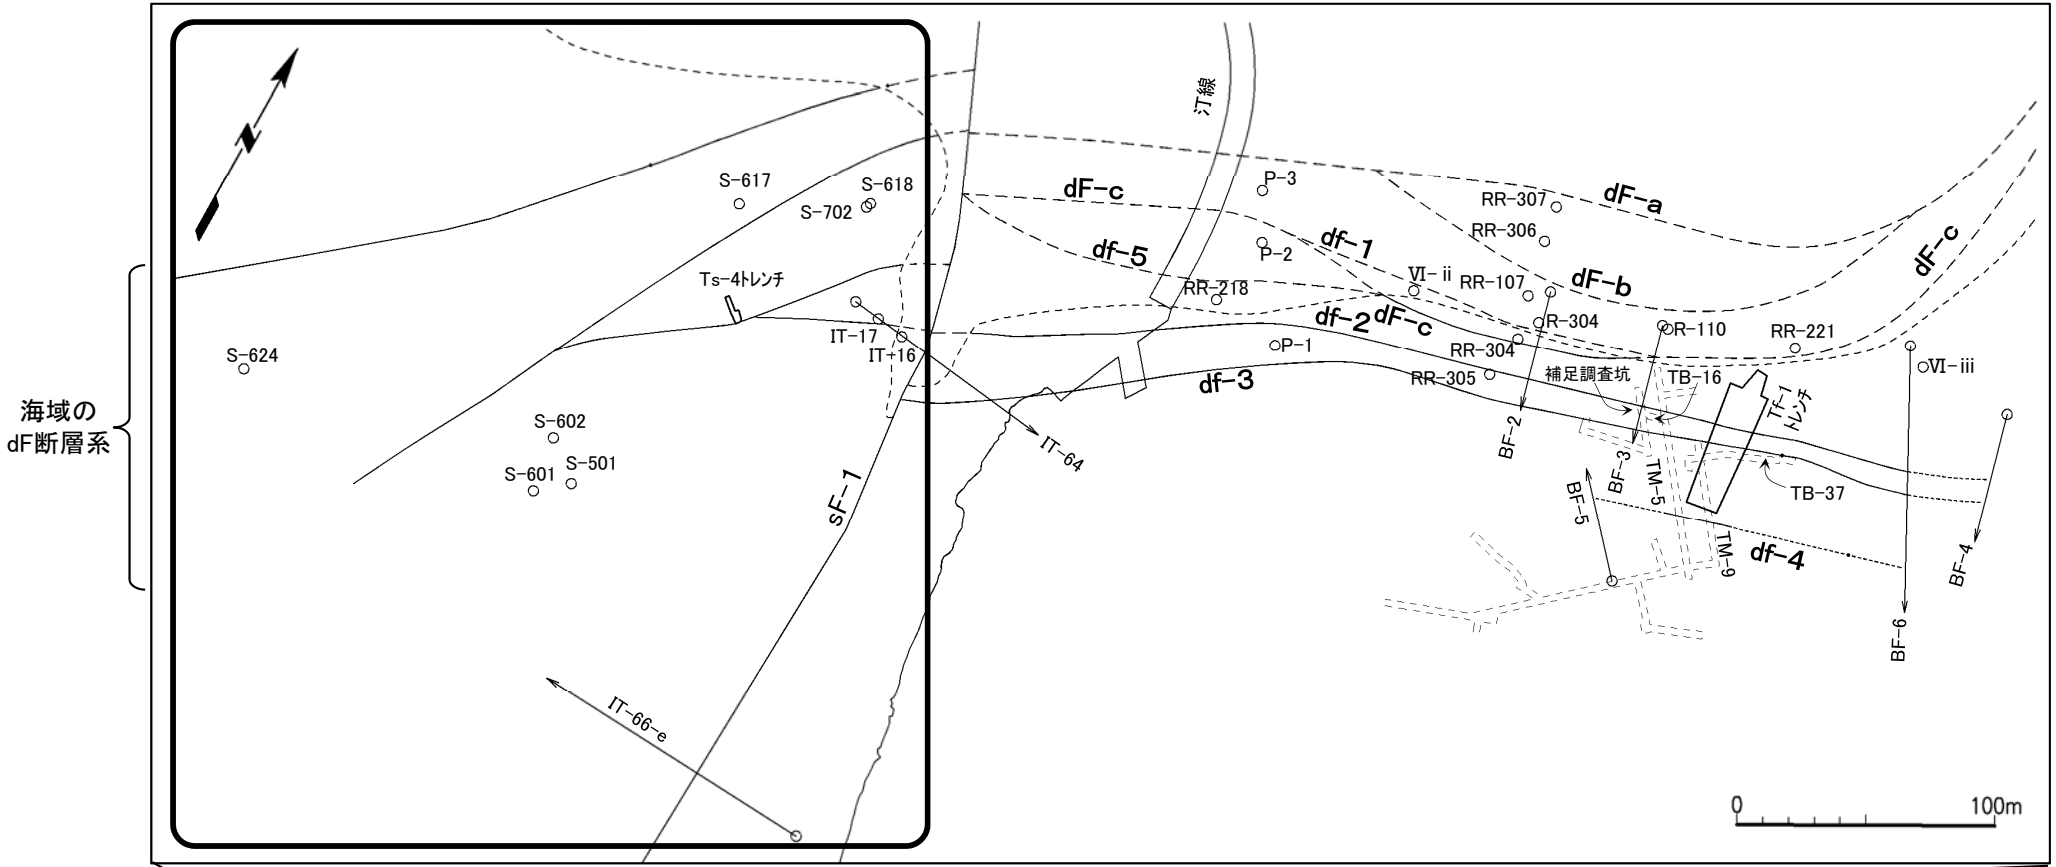 汀線
S-617
S-618
S-702
P-3
dF-c
RR-307
dF-a
RR-306
P-2
df-1
df-5
dF-c
Ts-4トレンチ
Ⅵ-ⅱ
RR-107
dF-b
RR-218
IT-17
IT-16
df-2
dF-c
R-304
R-110
RR-221
S-624
P-1
RR-304
RR-305
補足調査坑
TB-16
Ⅵ-ⅲ
df-3
Tf-1
トレンチ
海域の
dF断層系
S-602
S-601
S-501
IT-64
BF-2
BF-3
TM-5
TB-37
sF-1
BF-5
TM-9
df-4
BF-4
BF-6
IT-66-e
0
100m